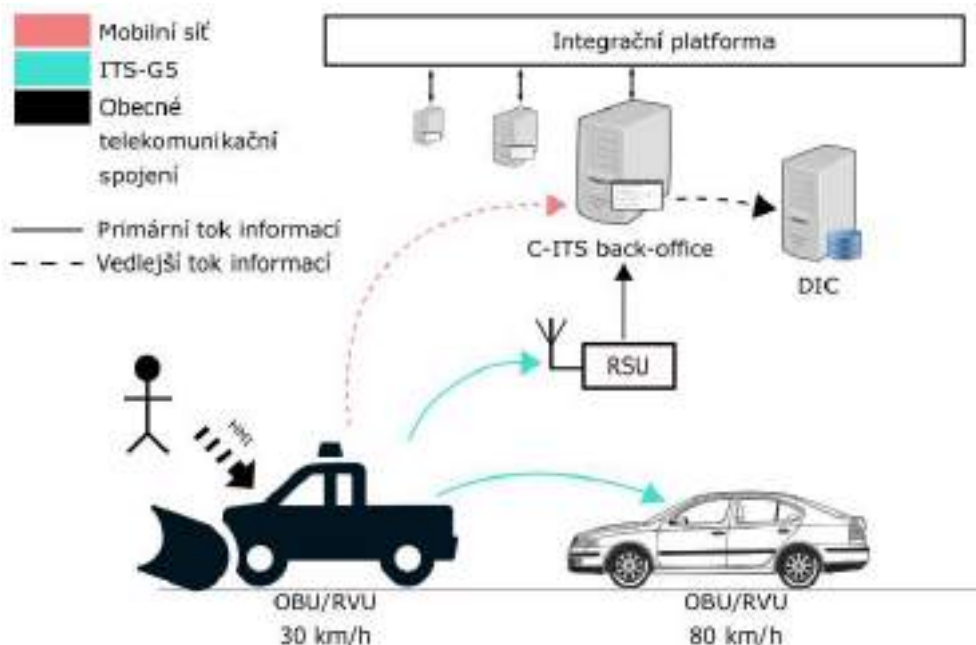 Mobilní síť
ITS-G5
Obecné
telekomunikační
spojení
Primární tok informací
Vedlejší tok informací
Integrační platforma
C-ITS back-office
DIC
RSU
HMI
OBU/RVU
30 km/h
OBU/RVU
80 km/h